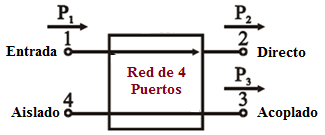 P1 P2
1 2
Entrada Directo
Red de 4
Puertos
P3
4 3
Aislado Acoplado